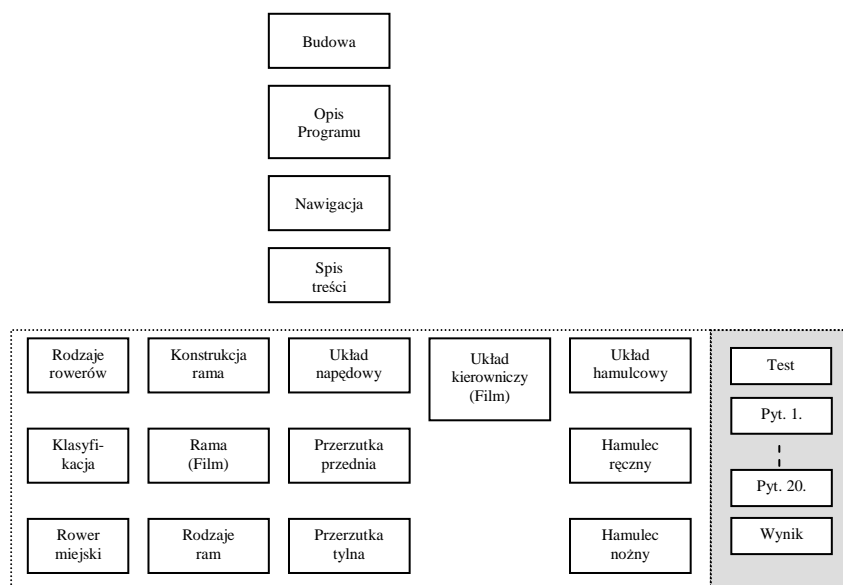 Budowa
Opis
Programu
Nawigacja
Spis
treści
Rodzaje
rowerów
Konstrukcja
rama
Układ
napędowy
Układ
kierowniczy
(Film)
Układ
hamulcowy
Test
Klasyfi-
kacja
Rama
(Film)
Przerzutka
przednia
Hamulec
ręczny
Pyt. 1.
Pyt. 20.
Rower
miejski
Rodzaje
ram
Przerzutka
tylna
Hamulec
nożny
Wynik